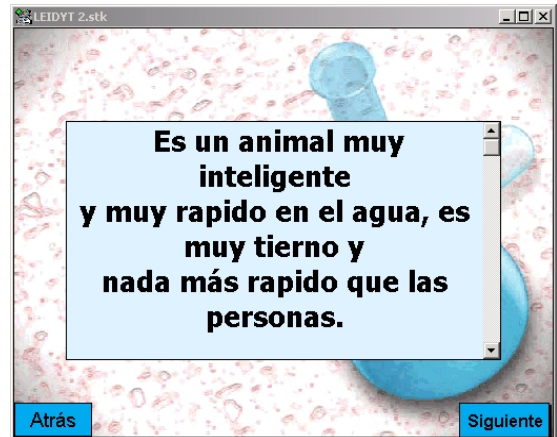 LEIDYT 2.stk
Es un animal muy
inteligente
y muy rapido en el agua, es
muy tierno y
nada más rapido que las
personas.
Atrás
Siguiente